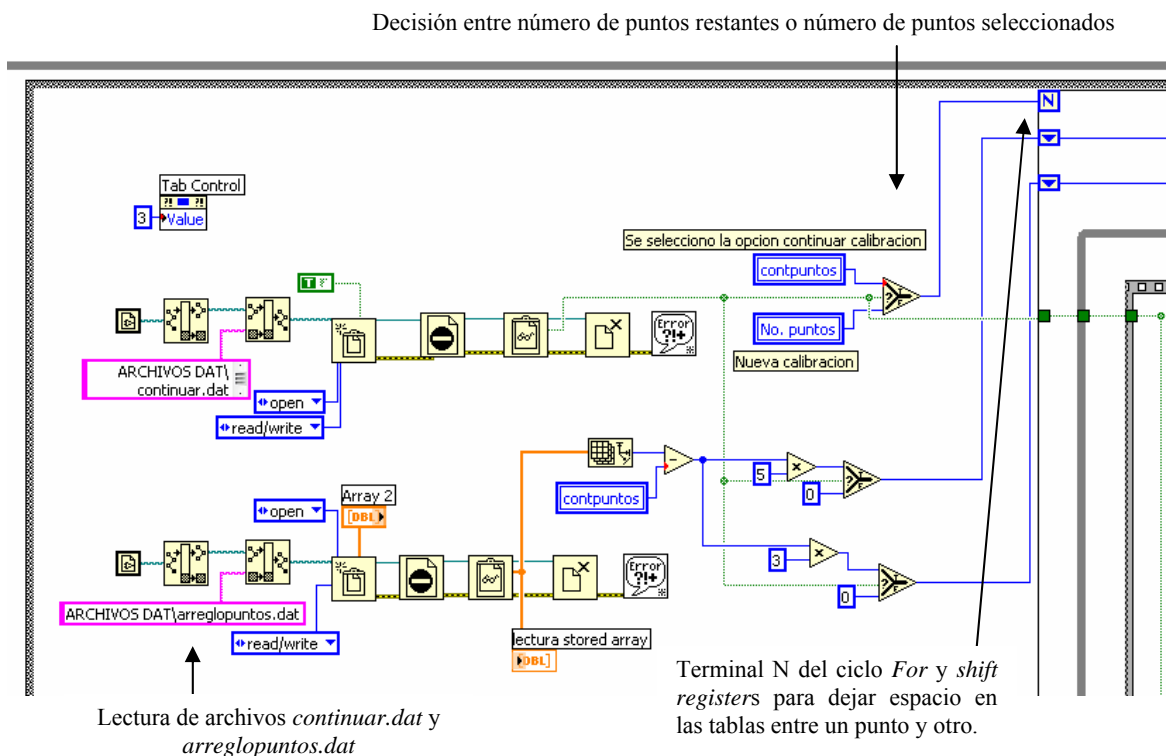 Decisión entre número de puntos restantes o número de puntos seleccionados
N
Tab Control
3
Value
Se selecciono la opcion continuar calibracion
contpuntos
T F
?
T
F
No. puntos
Nueva calibracion
Error
?!+
ARCHIVOS DAT\
continuar.dat
open
read/write
contpuntos
5
0
?
T
F
Array 2
[DBL]
open
3
0
?
T
F
Error
?!+
ARCHIVOS DAT\arreglopuntos.dat
read/write
lectura stored array
[DBL]
Terminal N del ciclo For y shift
registers para dejar espacio en
las tablas entre un punto y otro.
Lectura de archivos continuar.dat y
arreglopuntos.dat